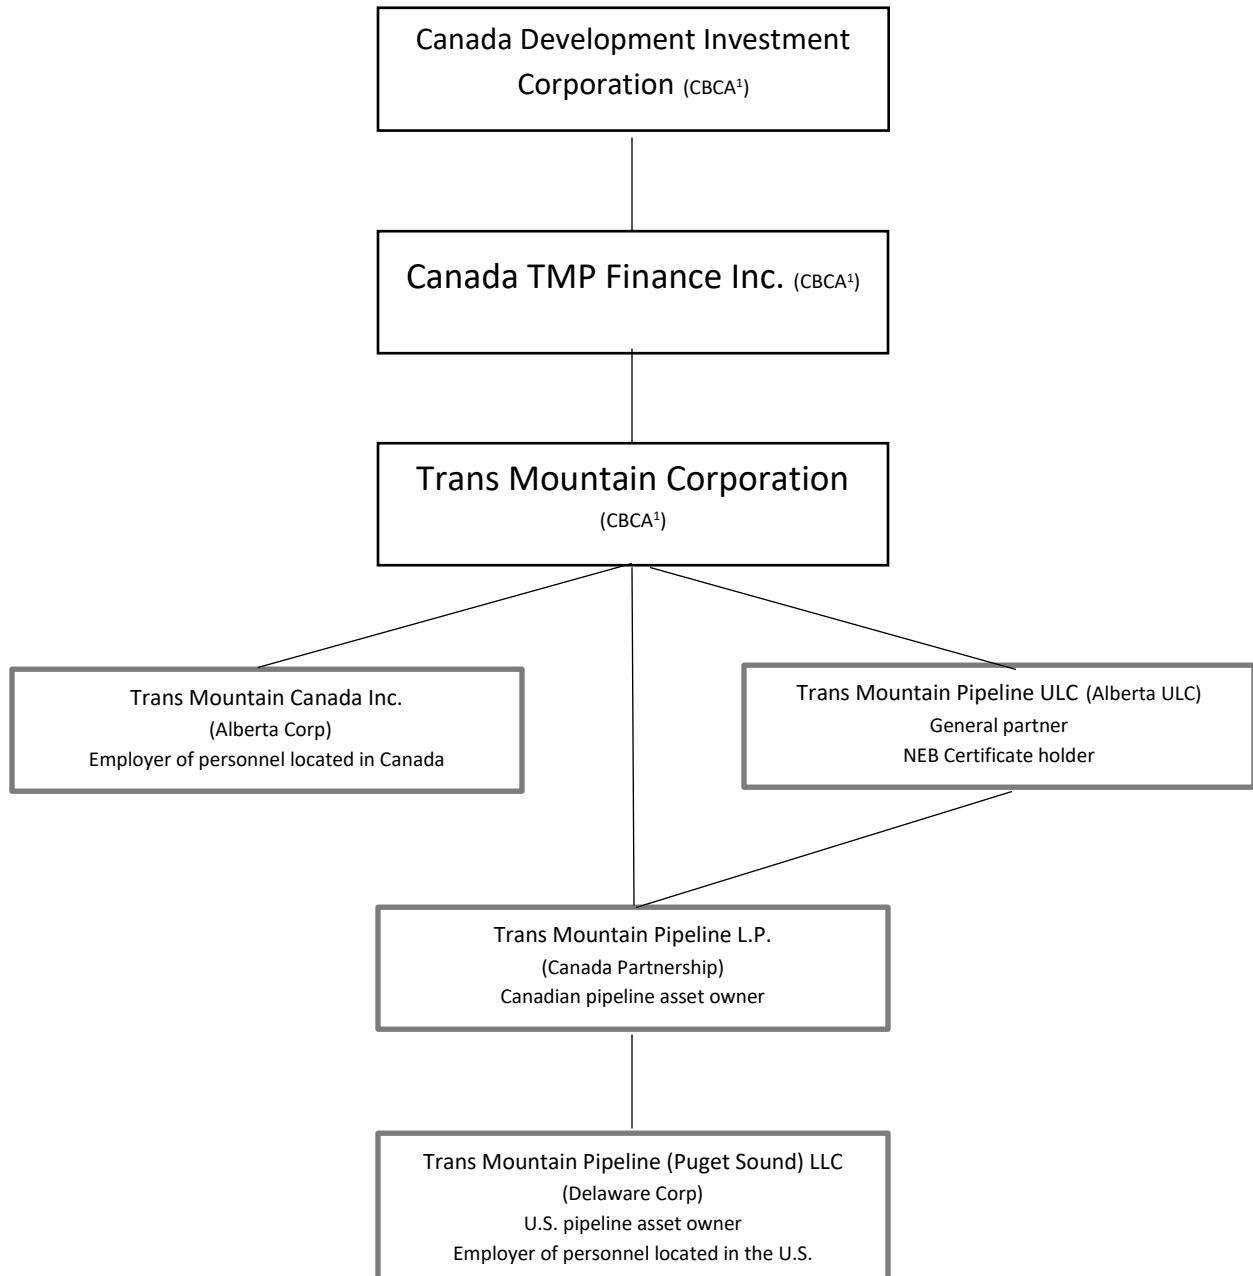 Canada Development Investment
Corporation (CBCA¹)
Canada TMP Finance Inc. (CBCA¹)
Trans Mountain Corporation
(CBCA¹)
Trans Mountain Canada Inc.
(Alberta Corp)
Employer of personnel located in Canada
Trans Mountain Pipeline ULC (Alberta ULC)
General partner
NEB Certificate holder
Trans Mountain Pipeline L.P.
(Canada Partnership)
Canadian pipeline asset owner
Trans Mountain Pipeline (Puget Sound) LLC
(Delaware Corp)
U.S. pipeline asset owner
Employer of personnel located in the U.S.